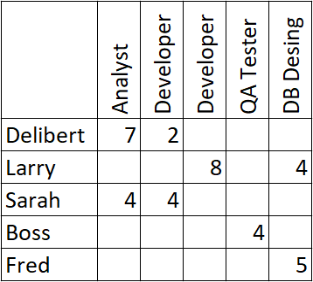 Analyst Developer Developer QA Tester DB Desing
Delibert 7 2
Larry 8 4
Sarah 4 4
Boss 4
Fred 5